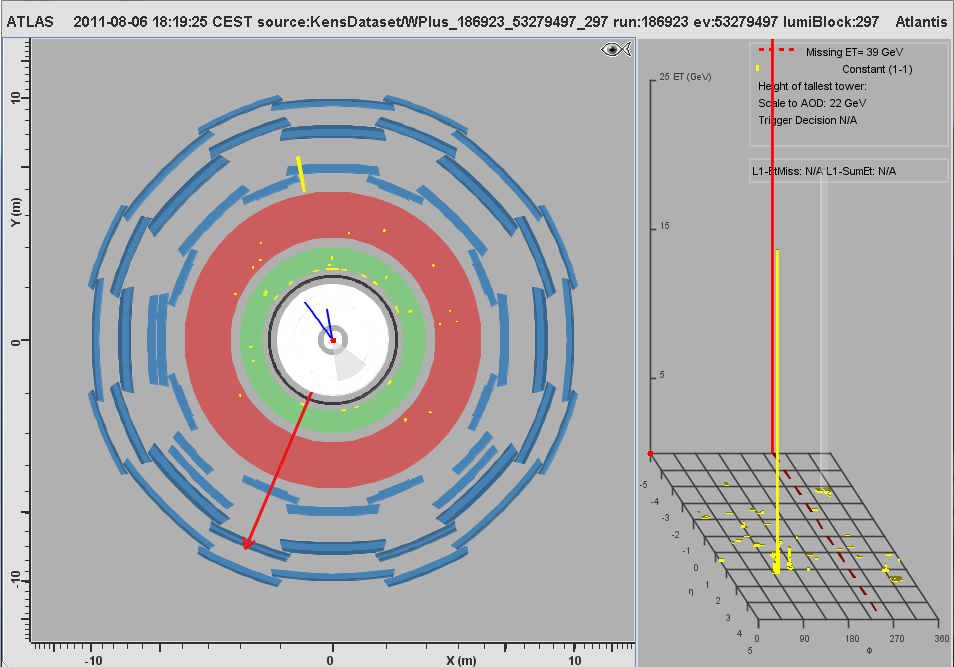 ATLAS 2011-08-06 18:19:25 CEST source:KensDataset/WPlus_186923_53279497_297 run:186923 ev:53279497 lumiBlock:297 Atlantis
Missing ET= 39 GeV
Constant (1-1)
Height of tallest tower:
Scale to AOD: 22 GeV
Trigger Decision N/A
L1-EtMiss: N/A L1-SumEt: N/A
25 ET (GeV)
15
5
10
Y (m)
0
-10
-10 0 X (m) 10
-5
-4
-3
-2
-1
0
1
2
3
4
5
η
0 90 180 270 360
Φ